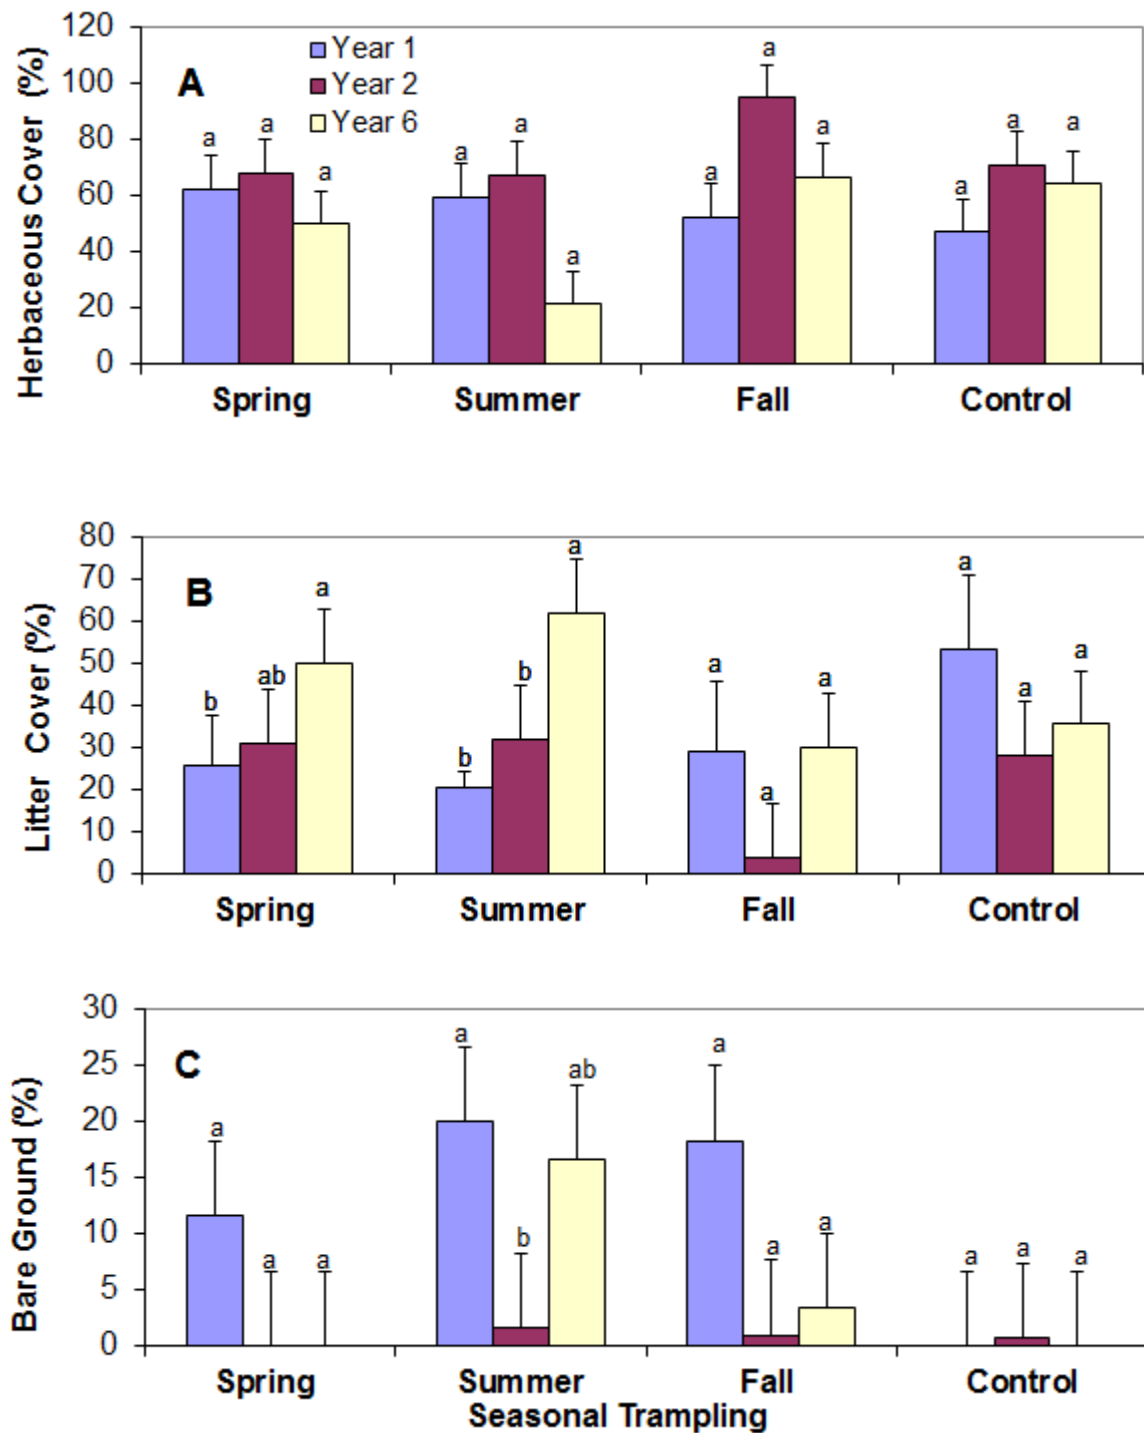 Herbaceous Cover (%)
120
100
80
60
40
20
0
A
Year 1
Year 2
Year 6
a a a a a a a a a a a a
Spring Summer Fall Control
Litter Cover (%)
80
70
60
50
40
30
20
10
0
B
b ab a b b a a a a a a a
Spring Summer Fall Control
Bare Ground (%)
30
25
20
15
10
5
0
C
a a a a b ab a a a a a a
Spring Summer Fall Control
Seasonal Trampling